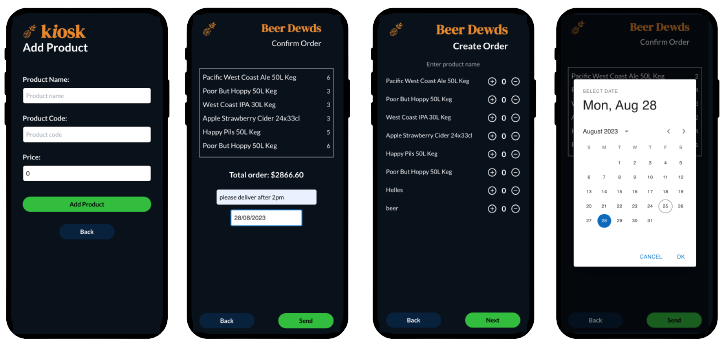 kiosk
Add Product
Product Name:
Product name
Product Code:
Product code
Price:
0
Add Product
Back
Beer Dewds
Confirm Order
Pacific West Coast Ale 50L Keg 6
Poor But Hoppy 50L Keg 3
West Coast IPA 30L Keg 3
Apple Strawberry Cider 24x33cl 3
Happy Pils 50L Keg 5
Poor But Hoppy 50L Keg 6
Total order: $2866.60
please deliver after 2pm
28/08/2023
Back Send
Beer Dewds
Create Order
Enter product name
Pacific West Coast Ale 50L Keg + 0 −
Poor But Hoppy 50L Keg + 0 −
West Coast IPA 30L Keg + 0 −
Apple Strawberry Cider 24x33cl + 0 −
Happy Pils 50L Keg + 0 −
Poor But Hoppy 50L Keg + 0 −
Helles + 0 −
beer + 0 −
Back Next
Beer Dewds
Confirm Order
Pacific West Coast Ale 50L Keg
SELECT DATE
Mon, Aug 28
August 2023
S M T W T F S
1 2 3 4 5
6 7 8 9 10 11 12
13 14 15 16 17 18 19
20 21 22 23 24 25 26
27 28 29 30 31
CANCEL OK
Back Send